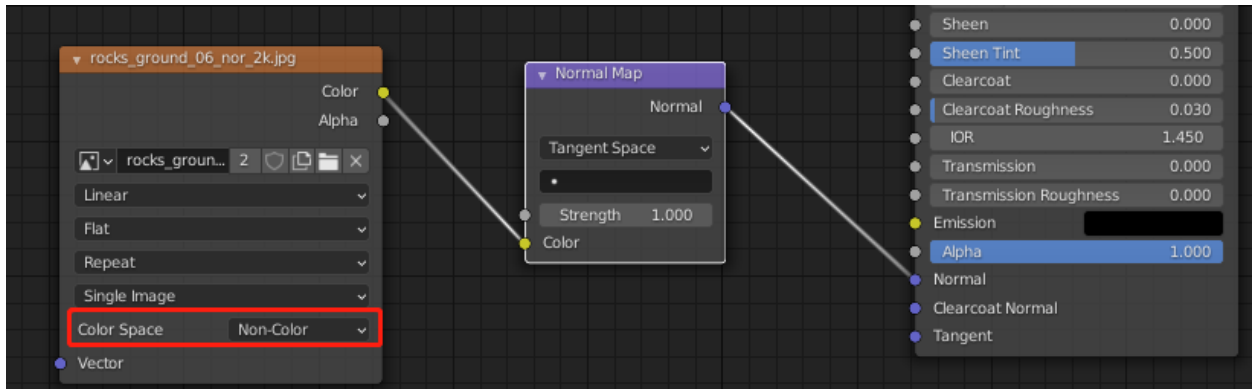 rocks_ground_06_nor_2k.jpg
Color
Alpha
rocks_groun... 2
Linear
Flat
Repeat
Single Image
Color Space Non-Color
Vector
Normal Map
Normal
Tangent Space
Strength 1.000
Color
Sheen 0.000
Sheen Tint 0.500
Clearcoat 0.000
Clearcoat Roughness 0.030
IOR 1.450
Transmission 0.000
Transmission Roughness 0.000
Emission
Alpha 1.000
Normal
Clearcoat Normal
Tangent